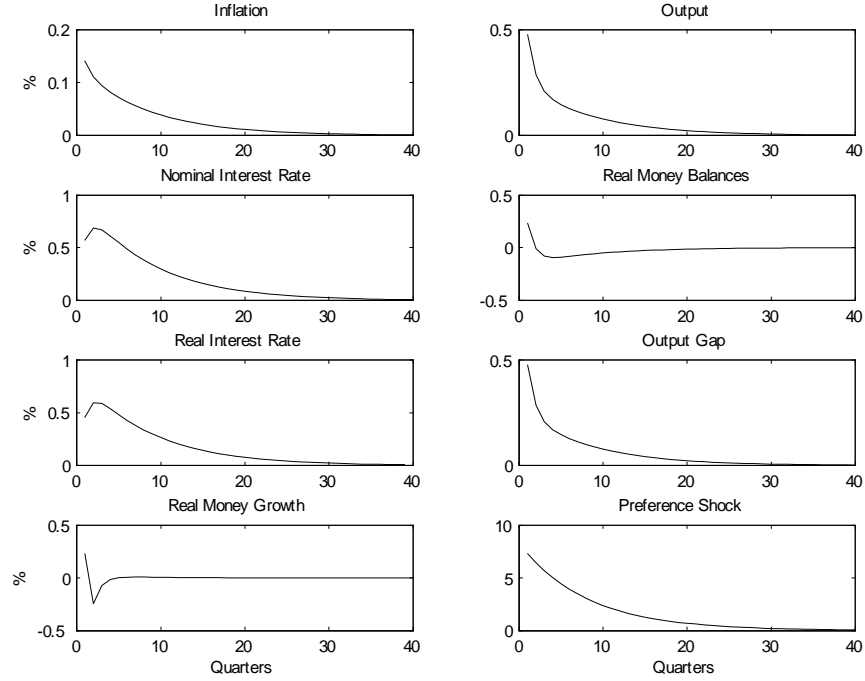 Inflation
Output
0.2
0.1
0
%
0 10 20 30 40
0.5
0
0 10 20 30 40
Nominal Interest Rate
Real Money Balances
1
0.5
0
%
0 10 20 30 40
0.5
0
-0.5
0 10 20 30 40
Real Interest Rate
Output Gap
1
0.5
0
%
0 10 20 30 40
0.5
0
0 10 20 30 40
Real Money Growth
Preference Shock
0.5
0
-0.5
%
0 10 20 30 40
Quarters
10
5
0
0 10 20 30 40
Quarters